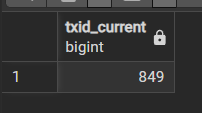 txid_current
bigint
1 849